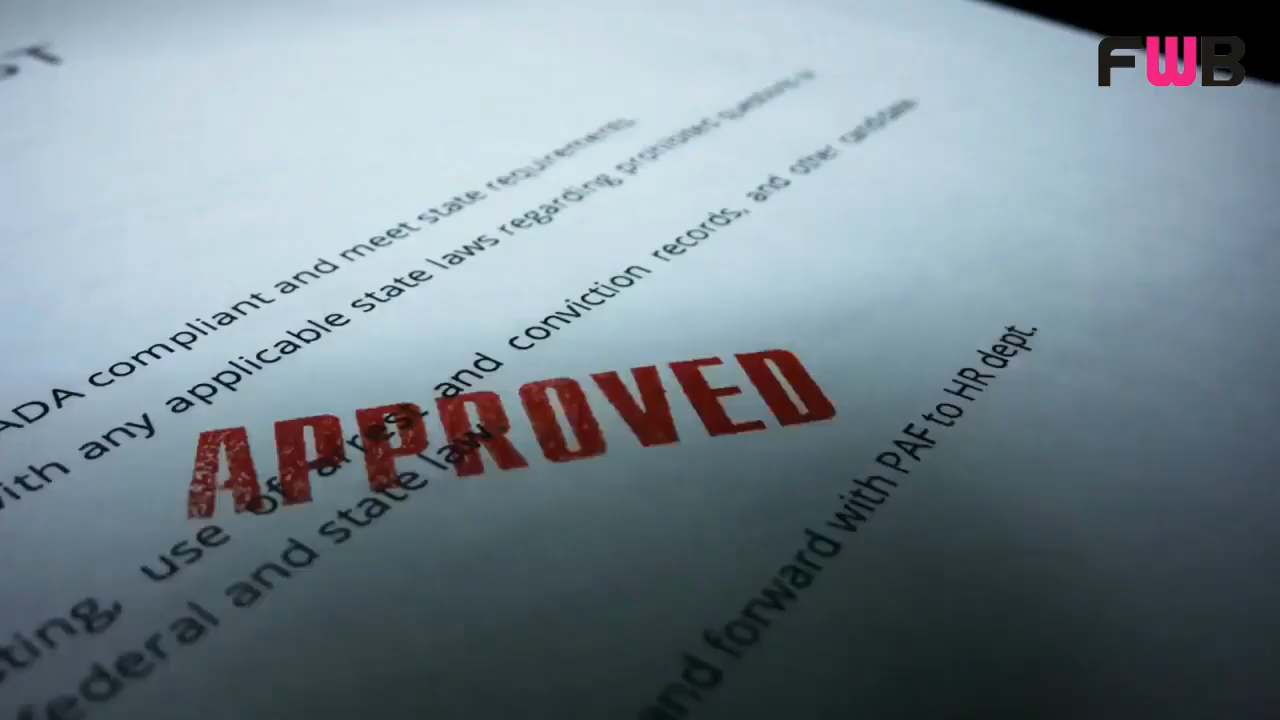 FWB
ST
ADA compliant and meet state requirements.
with any applicable state laws regarding prohibited questions
use of arrest and conviction records, and other candidate
federal and state law
APPROVED
and forward with PAF to HR dept.